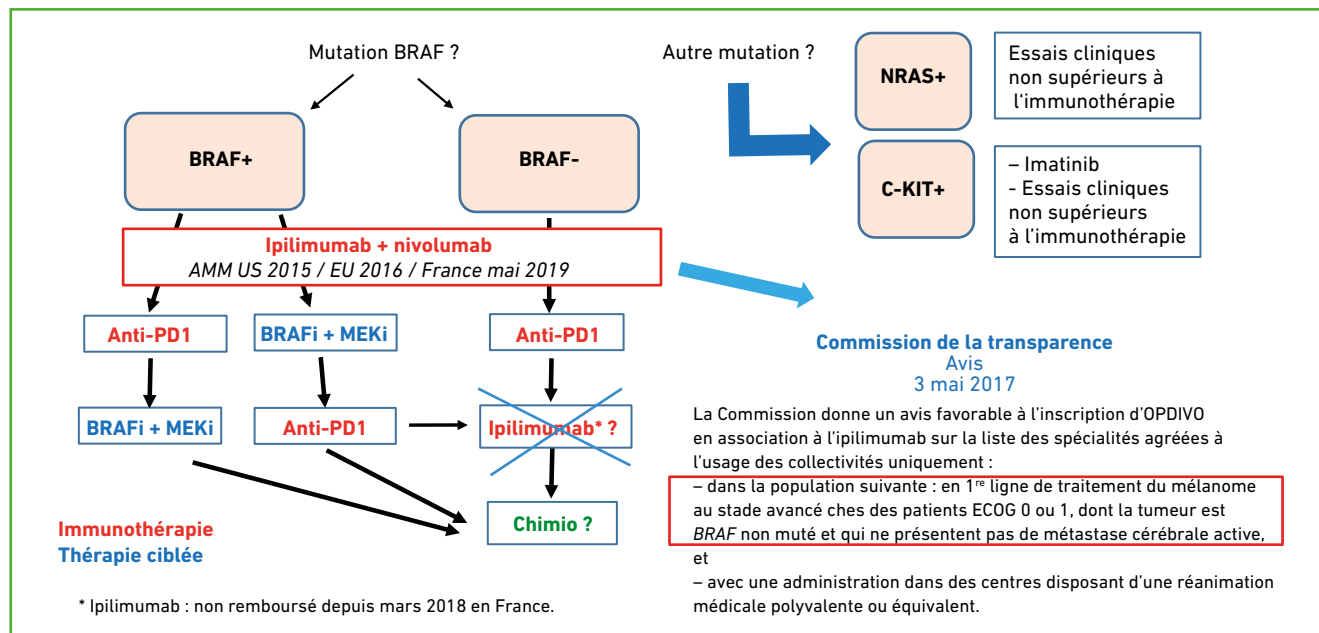 Mutation BRAF ?
BRAF+
BRAF-
Ipilimumab + nivolumab
AMM US 2015 / EU 2016 / France mai 2019
Anti-PD1
BRAFi + MEKi
Anti-PD1
BRAFi + MEKi
Anti-PD1
Ipilimumab* ?
Chimio ?
Immunothérapie
Thérapie ciblée
* Ipilimumab : non remboursé depuis mars 2018 en France.
Autre mutation ?
NRAS+
Essais cliniques
non supérieurs à
l'immunothérapie
C-KIT+
– Imatinib
- Essais cliniques
non supérieurs
à l'immunothérapie
Commission de la transparence
Avis
3 mai 2017
La Commission donne un avis favorable à l'inscription d'OPDIVO
en association à l'ipilimumab sur la liste des spécialités agréées à
l'usage des collectivités uniquement :
– dans la population suivante : en 1re ligne de traitement du mélanome
au stade avancé ches des patients ECOG 0 ou 1, dont la tumeur est
BRAF non muté et qui ne présentent pas de métastase cérébrale active,
et
– avec une administration dans des centres disposant d'une réanimation
médicale polyvalente ou équivalent.